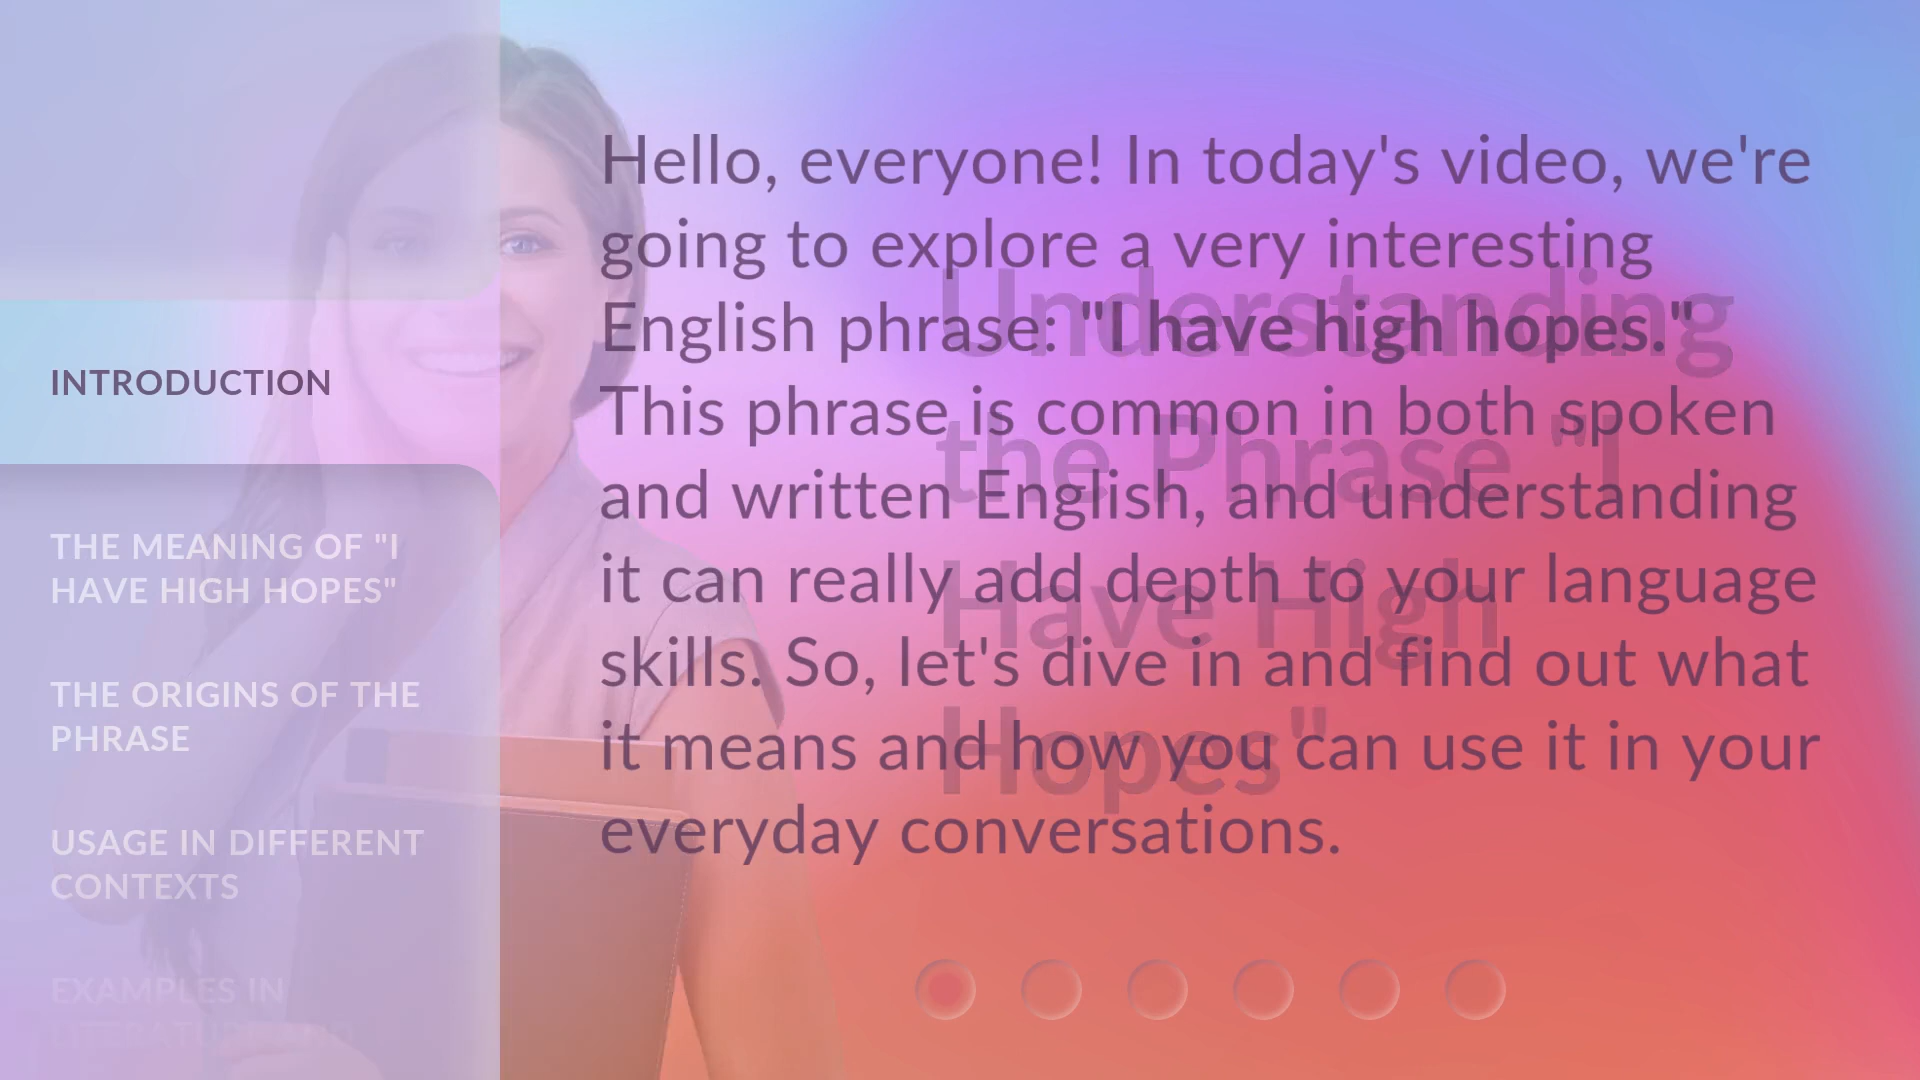 INTRODUCTION
THE MEANING OF "I
HAVE HIGH HOPES"
THE ORIGINS OF THE
PHRASE
USAGE IN DIFFERENT
CONTEXTS
EXAMPLES IN
Hello, everyone! In today's video, we're
going to explore a very interesting
English phrase: "I have high hopes."
This phrase is common in both spoken
and written English, and understanding
it can really add depth to your language
skills. So, let's dive in and find out what
it means and how you can use it in your
everyday conversations.
Understanding
the Phrase "I
Have High
Hopes"